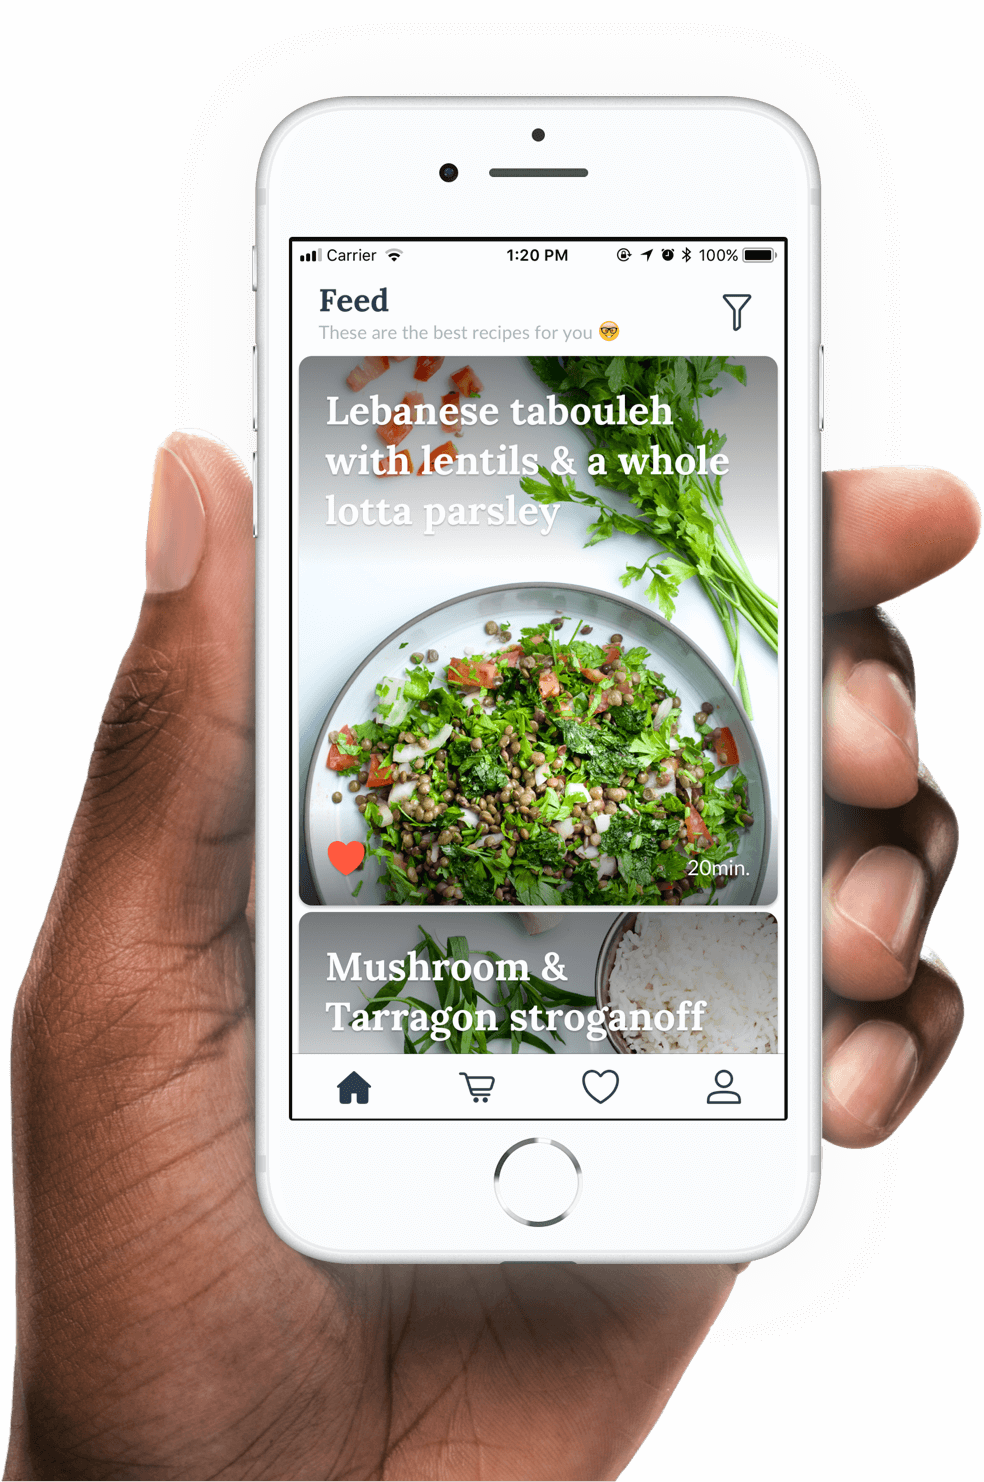 Carrier 1:20 PM 100%
Feed
These are the best recipes for you 🤓
Lebanese tabouleh
with lentils & a whole
lotta parsley
20min.
Mushroom &
Tarragon stroganoff